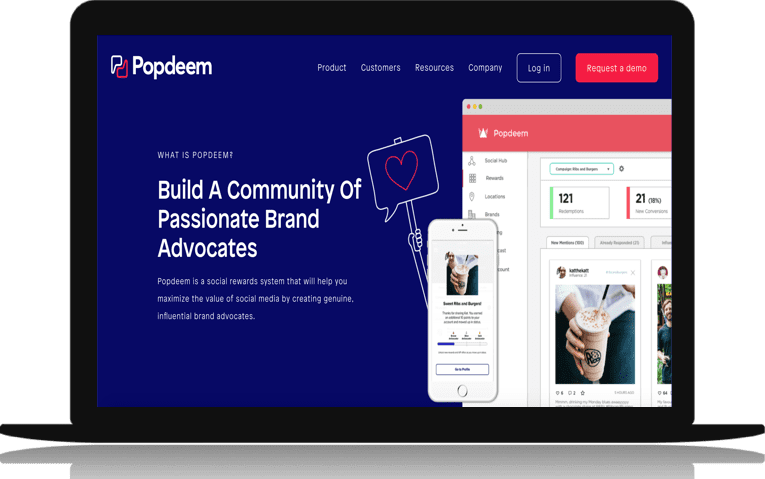 Popdeem
Product
Customers
Resources
Company
Log in
Request a demo
WHAT IS POPDEEM?
Build A Community Of
Passionate Brand
Advocates
Popdeem is a social rewards system that will help you
maximize the value of social media by creating genuine,
influential brand advocates.
Popdeem
Social Hub
Rewards
Locations
Brands
Campaign Ribs and Burgers
121
Redemptions
21 (18%)
New Conversions
New Mentions (100)
Already Responded (21)
katthekatt
Sweet Ribs and Burgers!
Go to Profile